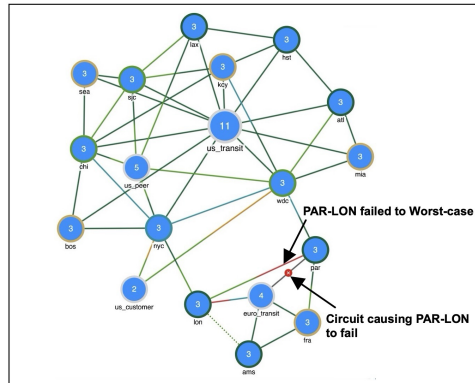 3
lax
3
hst
3
sea
3
sjc
3
kcy
11
us_transit
3
atl
3
chi
5
us_peer
3
mia
3
wdc
3
bos
3
nyc
PAR-LON failed to Worst-case
3
par
2
us_customer
3
lon
4
euro_transit
Circuit causing PAR-LON
to fail
3
fra
3
ams